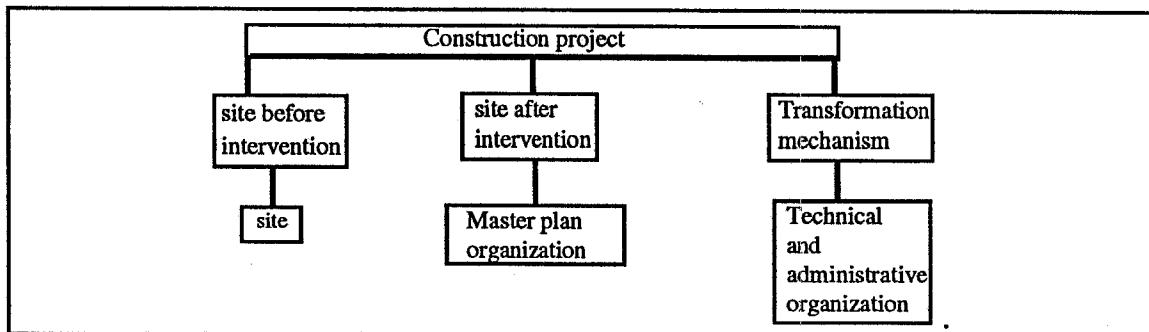 Construction project
site before
intervention
site after
intervention
Transformation
mechanism
site
Master plan
organization
Technical
and
administrative
organization